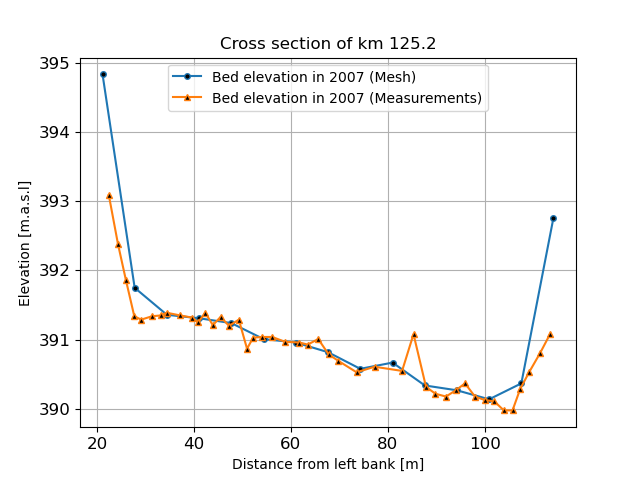 Cross section of km 125.2
Bed elevation in 2007 (Mesh)
Bed elevation in 2007 (Measurements)
395
394
393
392
391
390
Elevation [m.a.s.l]
20 40 60 80 100
Distance from left bank [m]